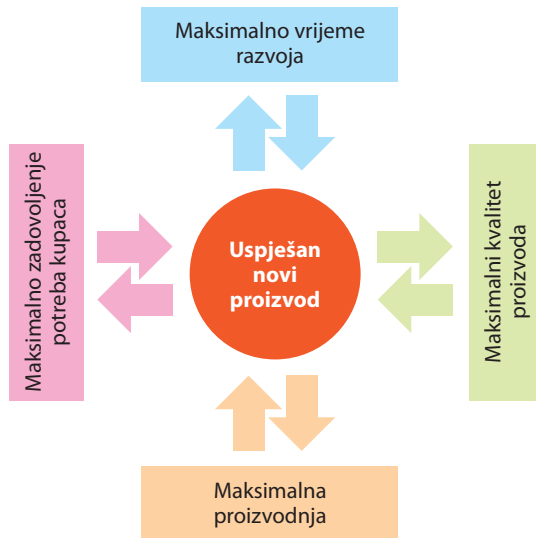 Maksimalno vrijeme
razvoja
Maksimalno zadovoljenje
potreba kupaca
Uspješan
novi
proizvod
Maksimalni kvalitet
proizvoda
Maksimalna
proizvodnja